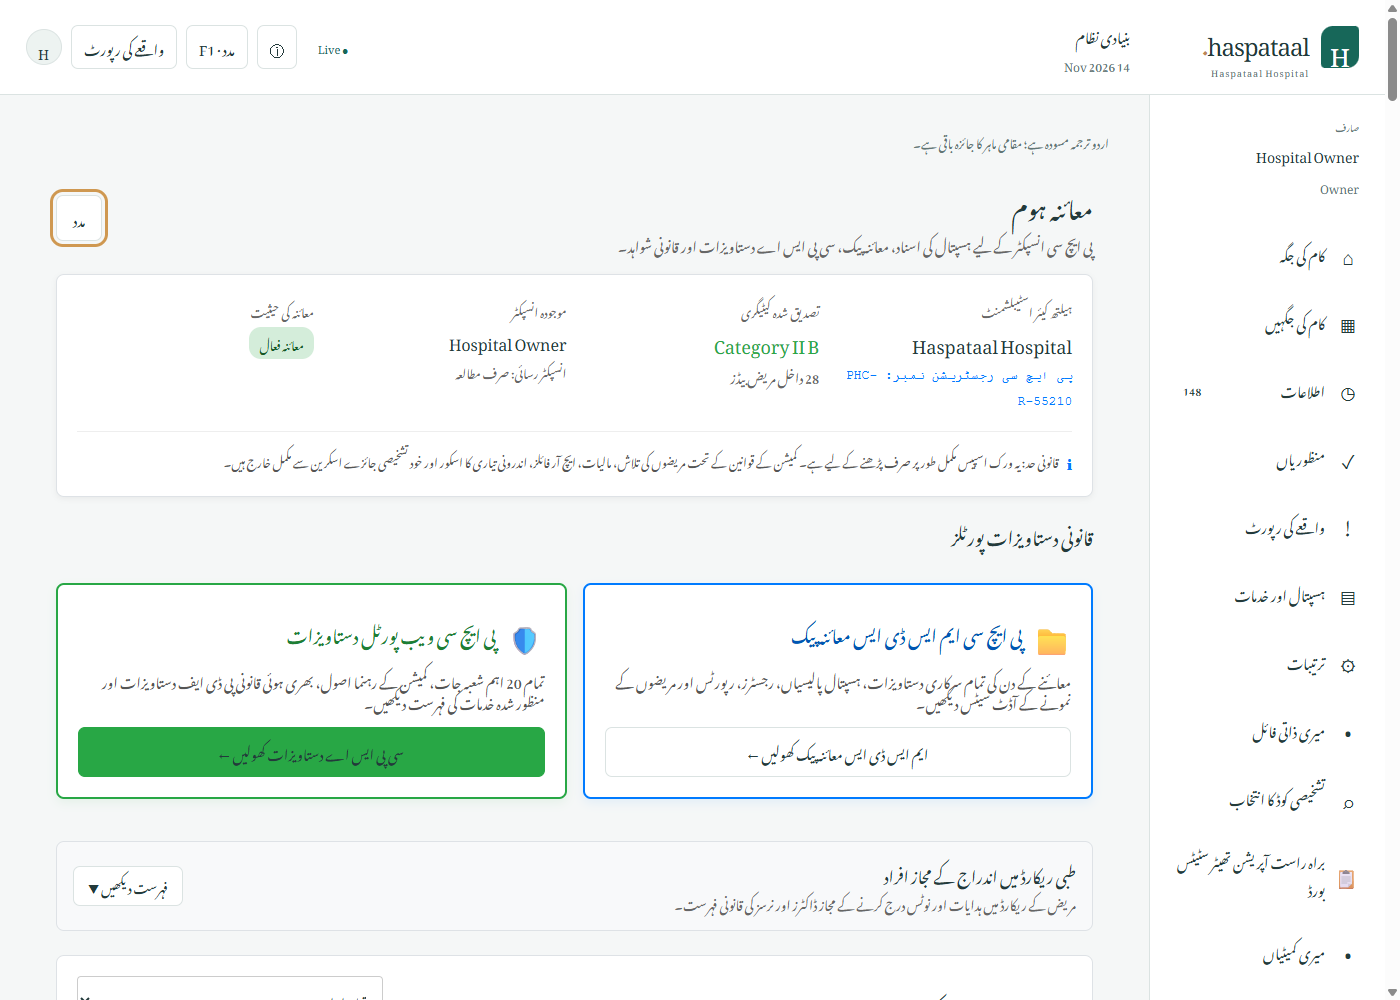 haspataal.
Haspataal Hospital
H
بنیادی نظام
14 Nov 2026
Live
مدد F1۰
واقعے کی رپورٹ
H
صارف
Hospital Owner
Owner
کام کی جگہ
کام کی جگہیں
اطلاعات
148
منظوریاں
واقعے کی رپورٹ
ہسپتال اور خدمات
ترتیبات
میری ذاتی فائل
تشخیصی کوڈ کا انتخاب
براہ راست آپریشن تھیٹر سٹیٹس
بورڈ
میری کمیٹیاں
اردو ترجمہ مسودہ ہے؛ مقامی ماہر کا جائزہ باقی ہے۔
معائنہ ہوم
مدد
پی ایچ سی انسپکٹر کے لیے ہسپتال کی اسناد، معائنہ پیک، سی پی ایس اے دستاویزات اور قانونی شواہد۔
ہیلتھ کیئر اسٹیبلشمنٹ
Haspataal Hospital
پی ایچ سی رجسٹریشن نمبر: PHC-
R-55210
تصدیق شدہ کیٹیگری
Category II B
28 داخل مریض بیڈز
موجودہ انسپکٹر
Hospital Owner
انسپکٹر رسائی: صرف مطالعہ
معائنہ کی حیثیت
معائنہ فعال
قانونی حد: یہ ورک اسپیس مکمل طور پر صرف پڑھنے کے لیے ہے۔ کمیشن کے قوانین کے تحت مریضوں کی تلاش، مالیات، ایچ آر فائلز، اندرونی تیاری کا اسکور اور خود تشخیصی جائزے اسکرین سے مکمل خارج ہیں۔
قانونی دستاویزات پورٹلز
پی ایچ سی ایم ایس ڈی ایس معائنہ پیک
معائنے کے دن کی تمام سرکاری دستاویزات، ہسپتال پالیسیاں، رجسٹرز، رپورٹس اور مریضوں کے
نمونے کے آڈٹ سیٹس دیکھیں۔
ایم ایس ڈی ایس معائنہ پیک کھولیں ←
پی ایچ سی ویب پورٹل دستاویزات
تمام 20 اہم شعبہ جات، کمیشن کے رہنما اصول، بھری ہوئی قانونی پی ڈی ایف دستاویزات اور
منظور شدہ خدمات کی فہرست دیکھیں۔
سی پی ایس اے دستاویزات کھولیں ←
طبی ریکارڈ میں اندراج کے مجاز افراد
مریض کے ریکارڈ میں ہدایات اور نوٹس درج کرنے کے مجاز ڈاکٹرز اور نرسز کی قانونی فہرست۔
فہرست دیکھیں ▼